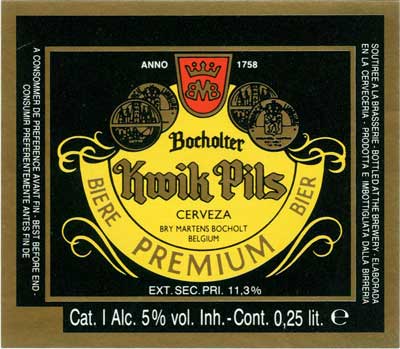 ANNO 1758
BMB
Bocholter
Kwik Pils
CERVEZA
BRY MARTENS BOCHOLT
BELGIUM
BIERE PREMIUM BIER
EXT. SEC. PRI. 11,3%
Cat. I Alc. 5% vol. Inh.-Cont. 0,25 lit. e
A CONSOMMER DE PREFERENCE AVANT FIN - BEST BEFORE END -
CONSUMIR PREFERENTEMENTE ANTES FIN DE
SOUTIREE A LA BRASSERIE - BOTTLED AT THE BREWERY - ELABORADA
EN LA CERVECERIA - PRODOTTA E IMBOTTIGLIATA DALLA BIRRERIA